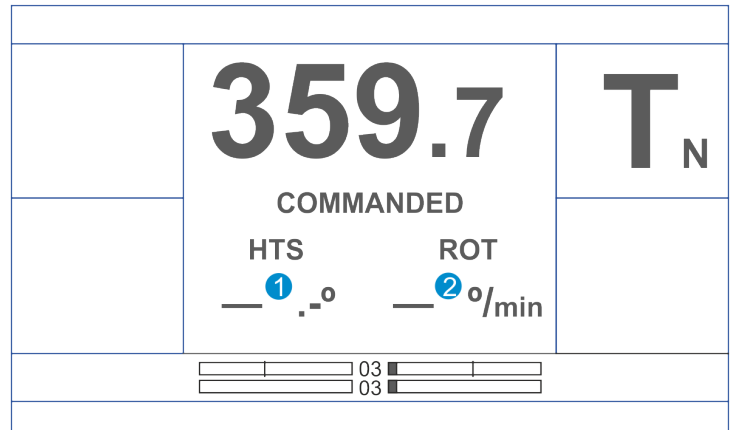 359.7
T N
COMMANDED
HTS ROT
— 1 .-º — 2 º/min
03
03